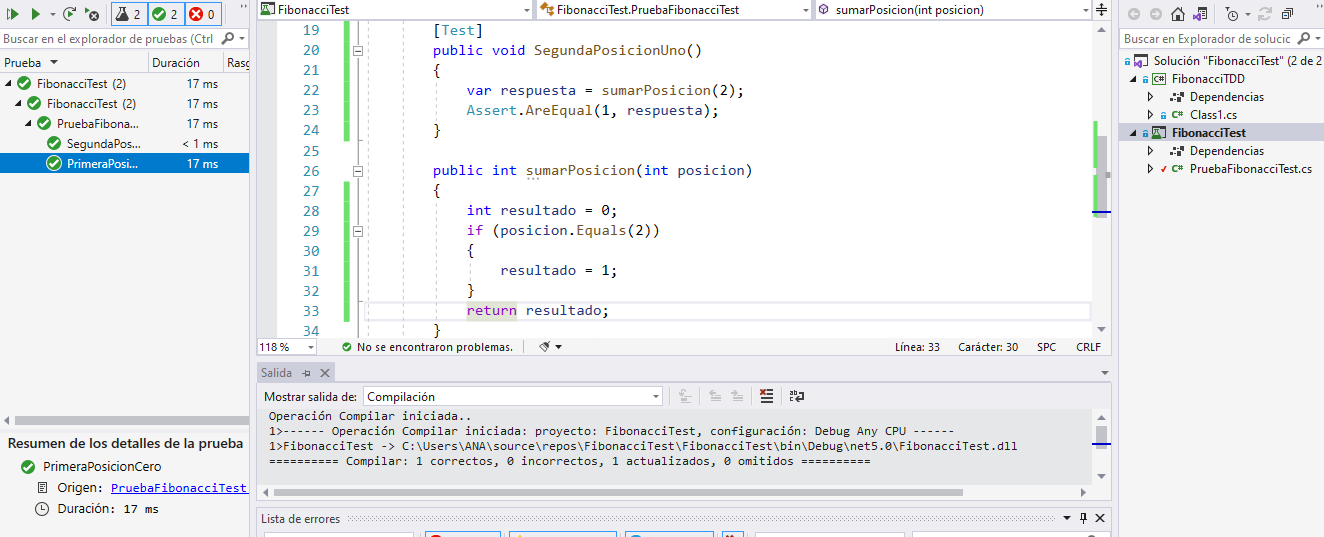 2 2 0
Buscar en el explorador de pruebas (Ctrl
Prueba Duración Rasg
FibonacciTest (2) 17 ms
FibonacciTest (2) 17 ms
PruebaFibona... 17 ms
SegundaPos... < 1 ms
PrimeraPosi... 17 ms
Resumen de los detalles de la prueba
PrimeraPosicionCero
Origen: PruebaFibonacciTest
Duración: 17 ms
FibonacciTest FibonacciTest.PruebaFibonacciTest sumarPosicion(int posicion)
19 [Test]
20 public void SegundaPosicionUno()
21 {
22 var respuesta = sumarPosicion(2);
23 Assert.AreEqual(1, respuesta);
24 }
25
26 public int sumarPosicion(int posicion)
27 {
28 int resultado = 0;
29 if (posicion.Equals(2))
30 {
31 resultado = 1;
32 }
33 return resultado;
34 }
118 % No se encontraron problemas. Línea: 33 Carácter: 30 SPC CRLF
Salida
Mostrar salida de: Compilación
Operación Compilar iniciada..
1>------ Operación Compilar iniciada: proyecto: FibonacciTest, configuración: Debug Any CPU ------
1>FibonacciTest -> C:\Users\ANA\source\repos\FibonacciTest\FibonacciTest\bin\Debug\net5.0\FibonacciTest.dll
========== Compilar: 1 correctos, 0 incorrectos, 1 actualizados, 0 omitidos ==========
Lista de errores
Buscar en Explorador de solucic
Solución "FibonacciTest" (2 de 2
C# FibonacciTDD
Dependencias
C# Class1.cs
FibonacciTest
Dependencias
C# PruebaFibonacciTest.cs